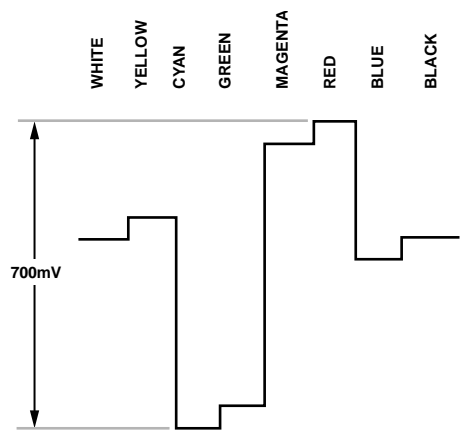 WHITE
YELLOW
CYAN
GREEN
MAGENTA
RED
BLUE
BLACK
700mV